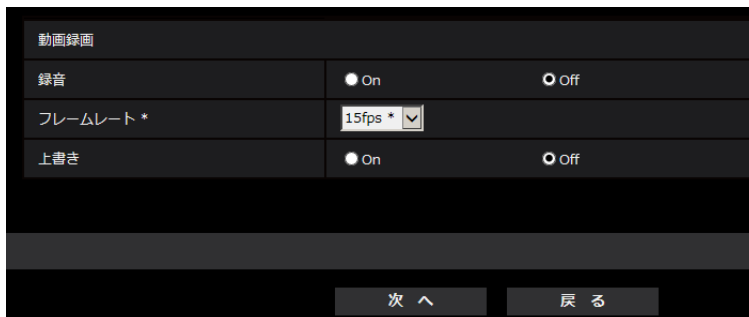 動画録画
録音 On Off
フレームレート * 15fps *
上書き On Off
次 へ 戻 る